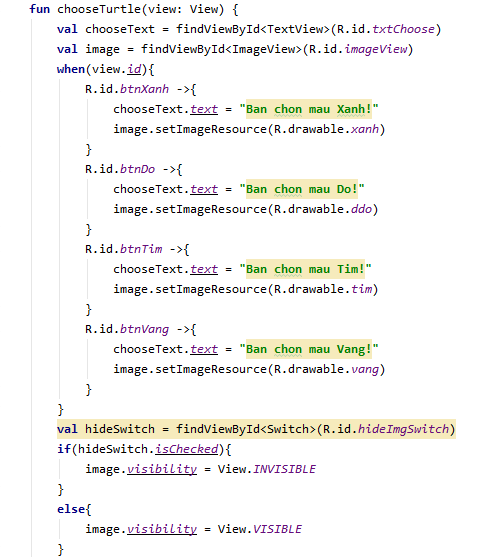 fun chooseTurtle(view: View) {
val chooseText = findViewById<TextView>(R.id.txtChoose)
val image = findViewById<ImageView>(R.id.imageView)
when(view.id){
R.id.btnXanh ->{
chooseText.text = "Ban chon mau Xanh!"
image.setImageResource(R.drawable.xanh)
}
R.id.btnDo ->{
chooseText.text = "Ban chon mau Do!"
image.setImageResource(R.drawable.ddo)
}
R.id.btnTim ->{
chooseText.text = "Ban chon mau Tim!"
image.setImageResource(R.drawable.tim)
}
R.id.btnVang ->{
chooseText.text = "Ban chon mau Vang!"
image.setImageResource(R.drawable.vang)
}
}
val hideSwitch = findViewById<Switch>(R.id.hideImgSwitch)
if(hideSwitch.isChecked){
image.visibility = View.INVISIBLE
}
else{
image.visibility = View.VISIBLE
}